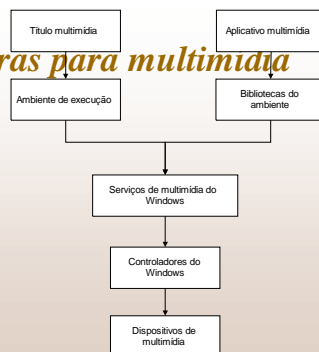 Título multimídia
Aplicativo multimídia
ras para multimídia
Ambiente de execução
Bibliotecas do
ambiente
Serviços de multimídia do
Windows
Controladores do
Windows
Dispositivos de
multimídia